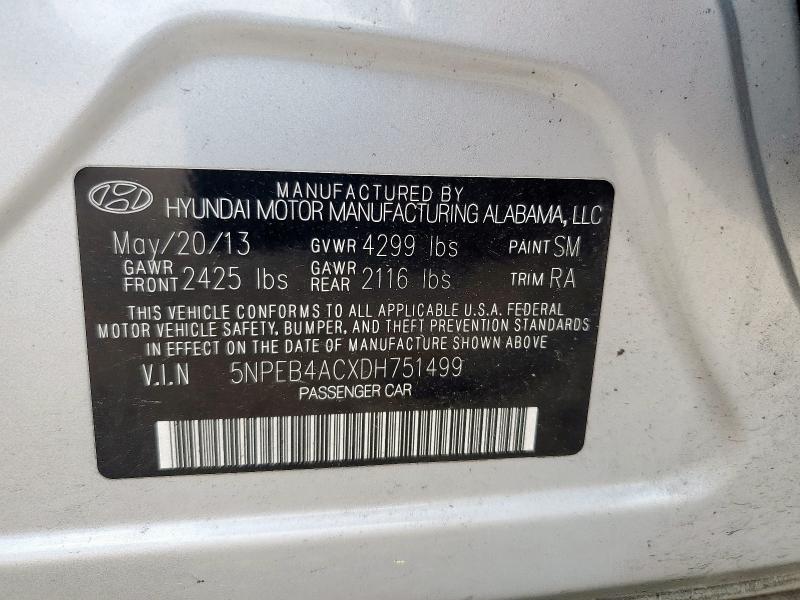 MANUFACTURED BY
HYUNDAI MOTOR MANUFACTURING ALABAMA, LLC
May/20/13 GVWR 4299 lbs PAINT SM
GAWR FRONT 2425 lbs GAWR REAR 2116 lbs TRIM RA
THIS VEHICLE CONFORMS TO ALL APPLICABLE U.S.A. FEDERAL
MOTOR VEHICLE SAFETY, BUMPER, AND THEFT PREVENTION STANDARDS
IN EFFECT ON THE DATE OF MANUFACTURE SHOWN ABOVE
V.I.N 5NPEB4ACXDH751499
PASSENGER CAR